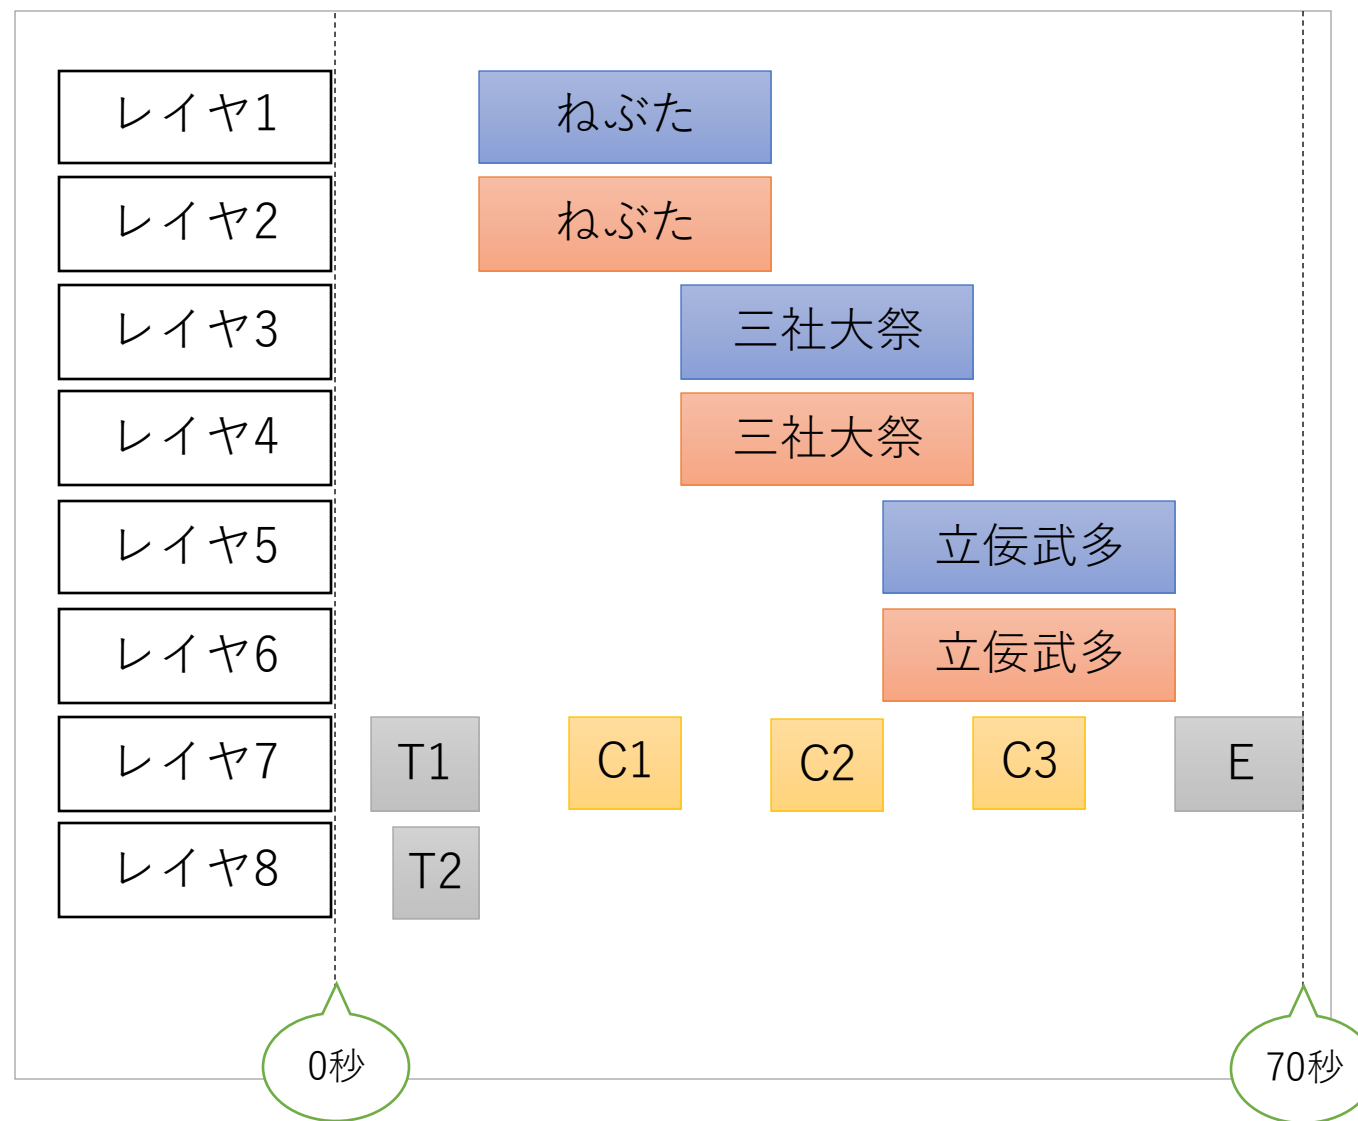 レイヤ1
ねぶた
レイヤ2
ねぶた
レイヤ3
三社大祭
レイヤ4
三社大祭
レイヤ5
立佞武多
レイヤ6
立佞武多
レイヤ7
T1
C1
C2
C3
E
レイヤ8
T2
0秒
70秒